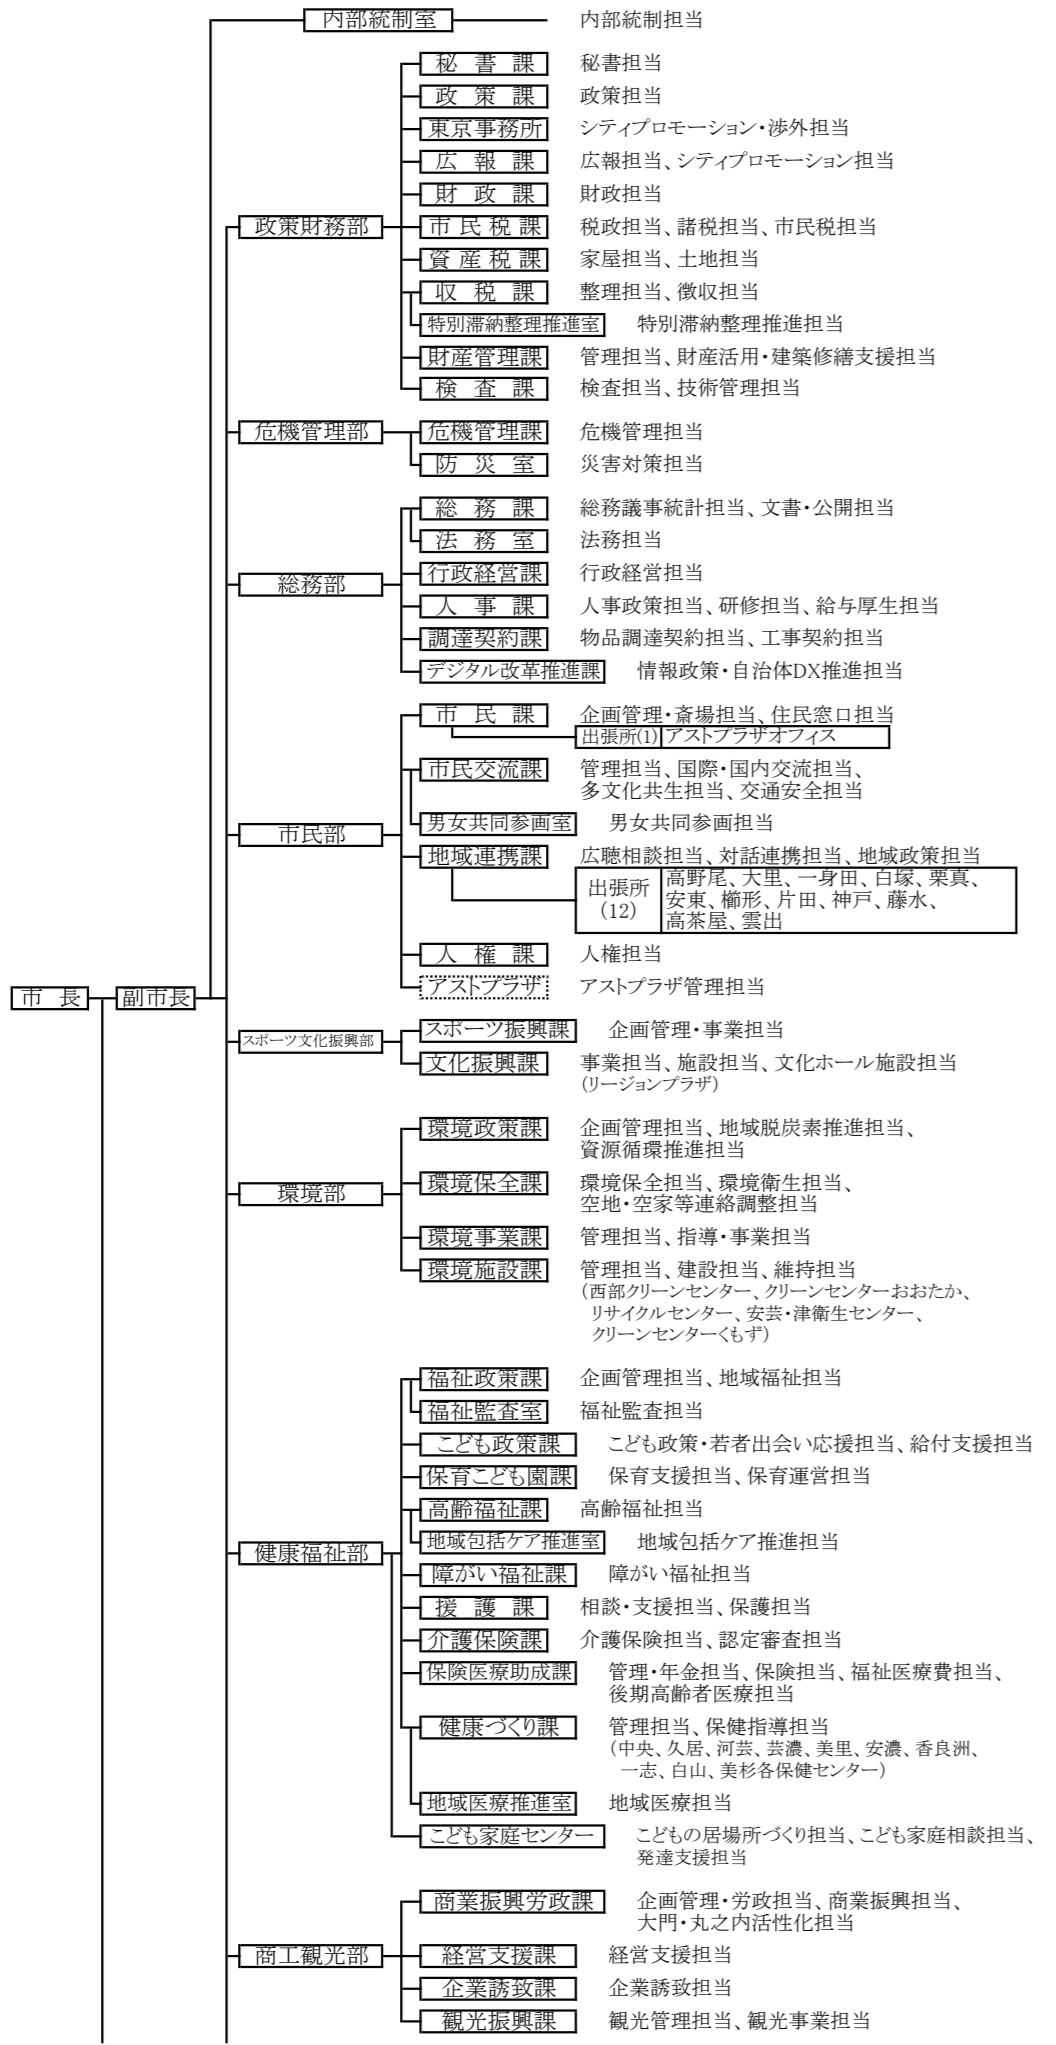 内部統制室 内部統制担当
秘書課 秘書担当
政策課 政策担当
東京事務所 シティプロモーション・渉外担当
広報課 広報担当、シティプロモーション担当
財政課 財政担当
政策財務部 市民税課 税政担当、諸税担当、市民税担当
資産税課 家屋担当、土地担当
収税課 整理担当、徴収担当
特別滞納整理推進室 特別滞納整理推進担当
財産管理課 管理担当、財産活用・建築修繕支援担当
検査課 検査担当、技術管理担当
危機管理部 危機管理課 危機管理担当
防災室 災害対策担当
総務課 総務議事統計担当、文書・公開担当
法務室 法務担当
行政経営課 行政経営担当
総務部
人事課 人事政策担当、研修担当、給与厚生担当
調達契約課 物品調達契約担当、工事契約担当
デジタル改革推進課 情報政策・自治体DX推進担当
市民課 企画管理・斎場担当、住民窓口担当
出張所(1) アストプラザオフィス
市民交流課 管理担当、国際・国内交流担当、
多文化共生担当、交通安全担当
男女共同参画室 男女共同参画担当
市民部
地域連携課 広聴相談担当、対話連携担当、地域政策担当
出張所
(12)
高野尾、大里、一身田、白塚、栗真、
安東、櫛形、片田、神戸、藤水、
高茶屋、雲出
人権課 人権担当
アストプラザ アストプラザ管理担当
市長 副市長
スポーツ振興課 企画管理・事業担当
スポーツ文化振興部
文化振興課 事業担当、施設担当、文化ホール施設担当
(リージョンプラザ)
環境政策課 企画管理担当、地域脱炭素推進担当、
資源循環推進担当
環境部 環境保全課 環境保全担当、環境衛生担当、
空地・空家等連絡調整担当
環境事業課 管理担当、指導・事業担当
環境施設課 管理担当、建設担当、維持担当
(西部クリーンセンター、クリーンセンターおおたか、
リサイクルセンター、安芸・津衛生センター、
クリーンセンターくもず)
福祉政策課 企画管理担当、地域福祉担当
福祉監査室 福祉監査担当
こども政策課 こども政策・若者出会い応援担当、給付支援担当
保育こども園課 保育支援担当、保育運営担当
高齢福祉課 高齢福祉担当
地域包括ケア推進室 地域包括ケア推進担当
健康福祉部
障がい福祉課 障がい福祉担当
援護課 相談・支援担当、保護担当
介護保険課 介護保険担当、認定審査担当
保険医療助成課 管理・年金担当、保険担当、福祉医療費担当、
後期高齢者医療担当
健康づくり課 管理担当、保健指導担当
(中央、久居、河芸、芸濃、美里、安濃、香良洲、
一志、白山、美杉各保健センター)
地域医療推進室 地域医療担当
こども家庭センター こどもの居場所づくり担当、こども家庭相談担当、
発達支援担当
商業振興労政課 企画管理・労政担当、商業振興担当、
大門・丸之内活性化担当
商工観光部 経営支援課 経営支援担当
企業誘致課 企業誘致担当
観光振興課 観光管理担当、観光事業担当